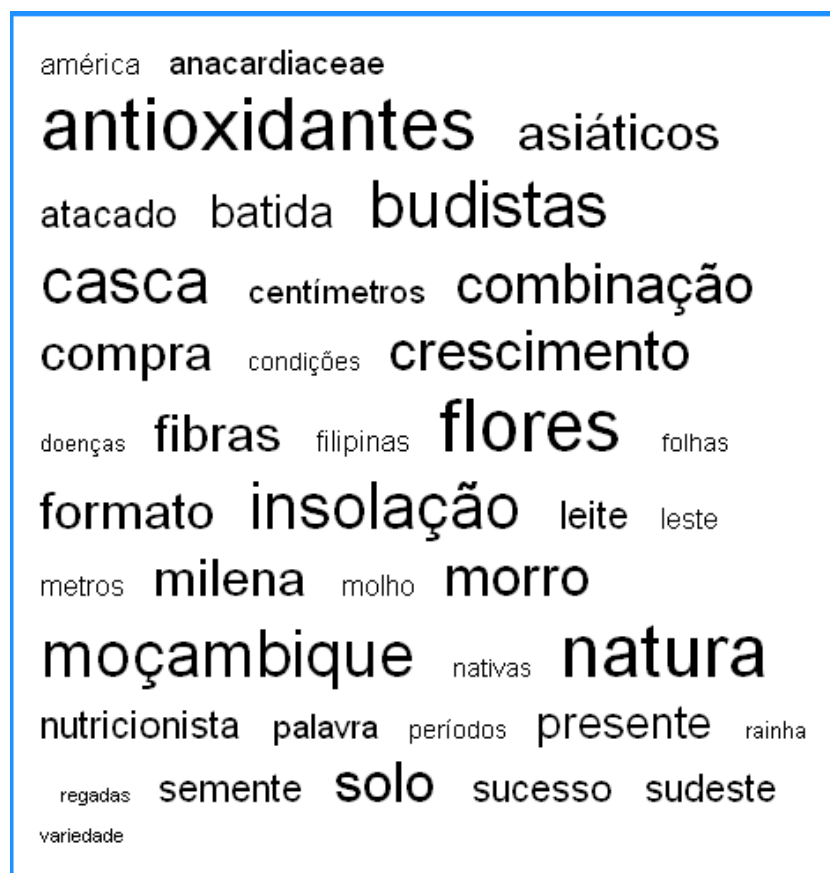 américa anacardiaceae
antioxidantes asiáticos
atacado batida budistas
casca centímetros combinação
compra condições crescimento
doenças fibras filipinas flores folhas
formato insolação leite leste
metros milena molho morro
moçambique nativas natura
nutricionista palavra períodos presente rainha
regadas semente solo sucesso sudeste
variedade